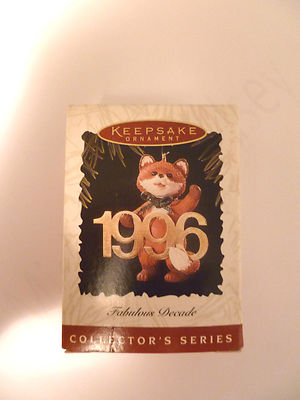 KEEPSAKE
ORNAMENT
1996
Fabulous Decade
COLLECTOR'S SERIES